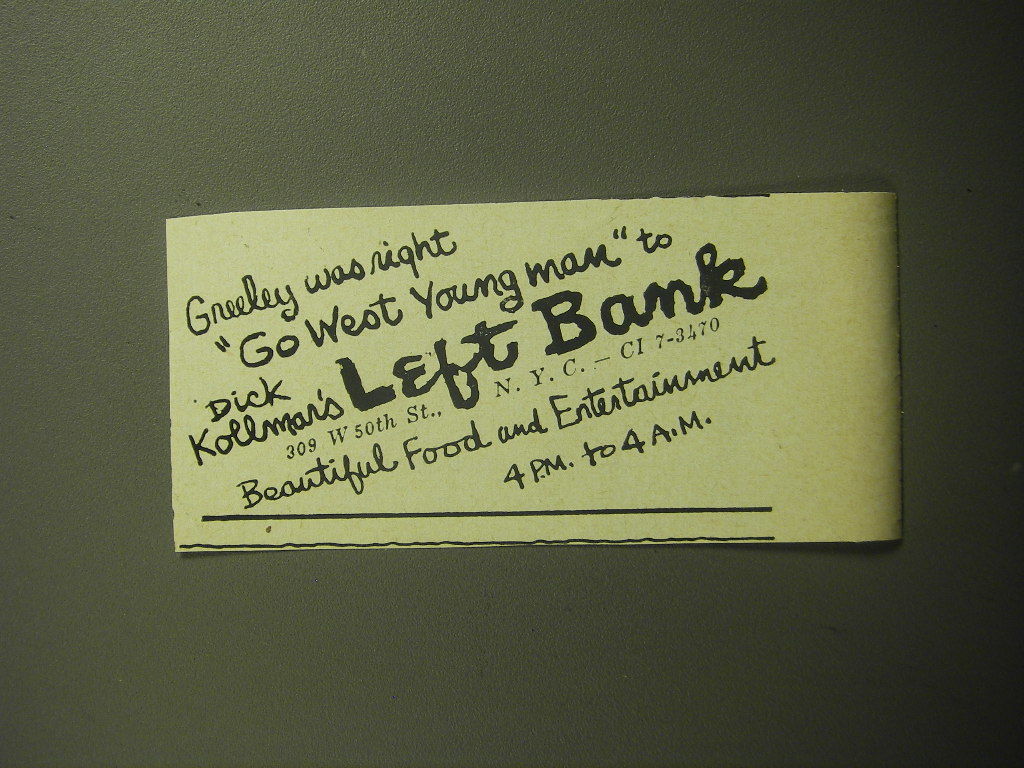 Greeley was right
"Go West Young man" to
Dick
Kollmar's Left Bank
309 W 50th St., N. Y. C. — CI 7-3470
Beautiful Food and Entertainment
4 P.M. to 4 A.M.